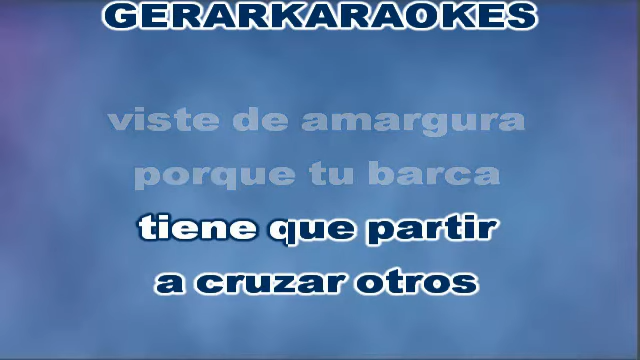 GERARKARAOKES
viste de amargura
porque tu barca
tiene que partir
a cruzar otros